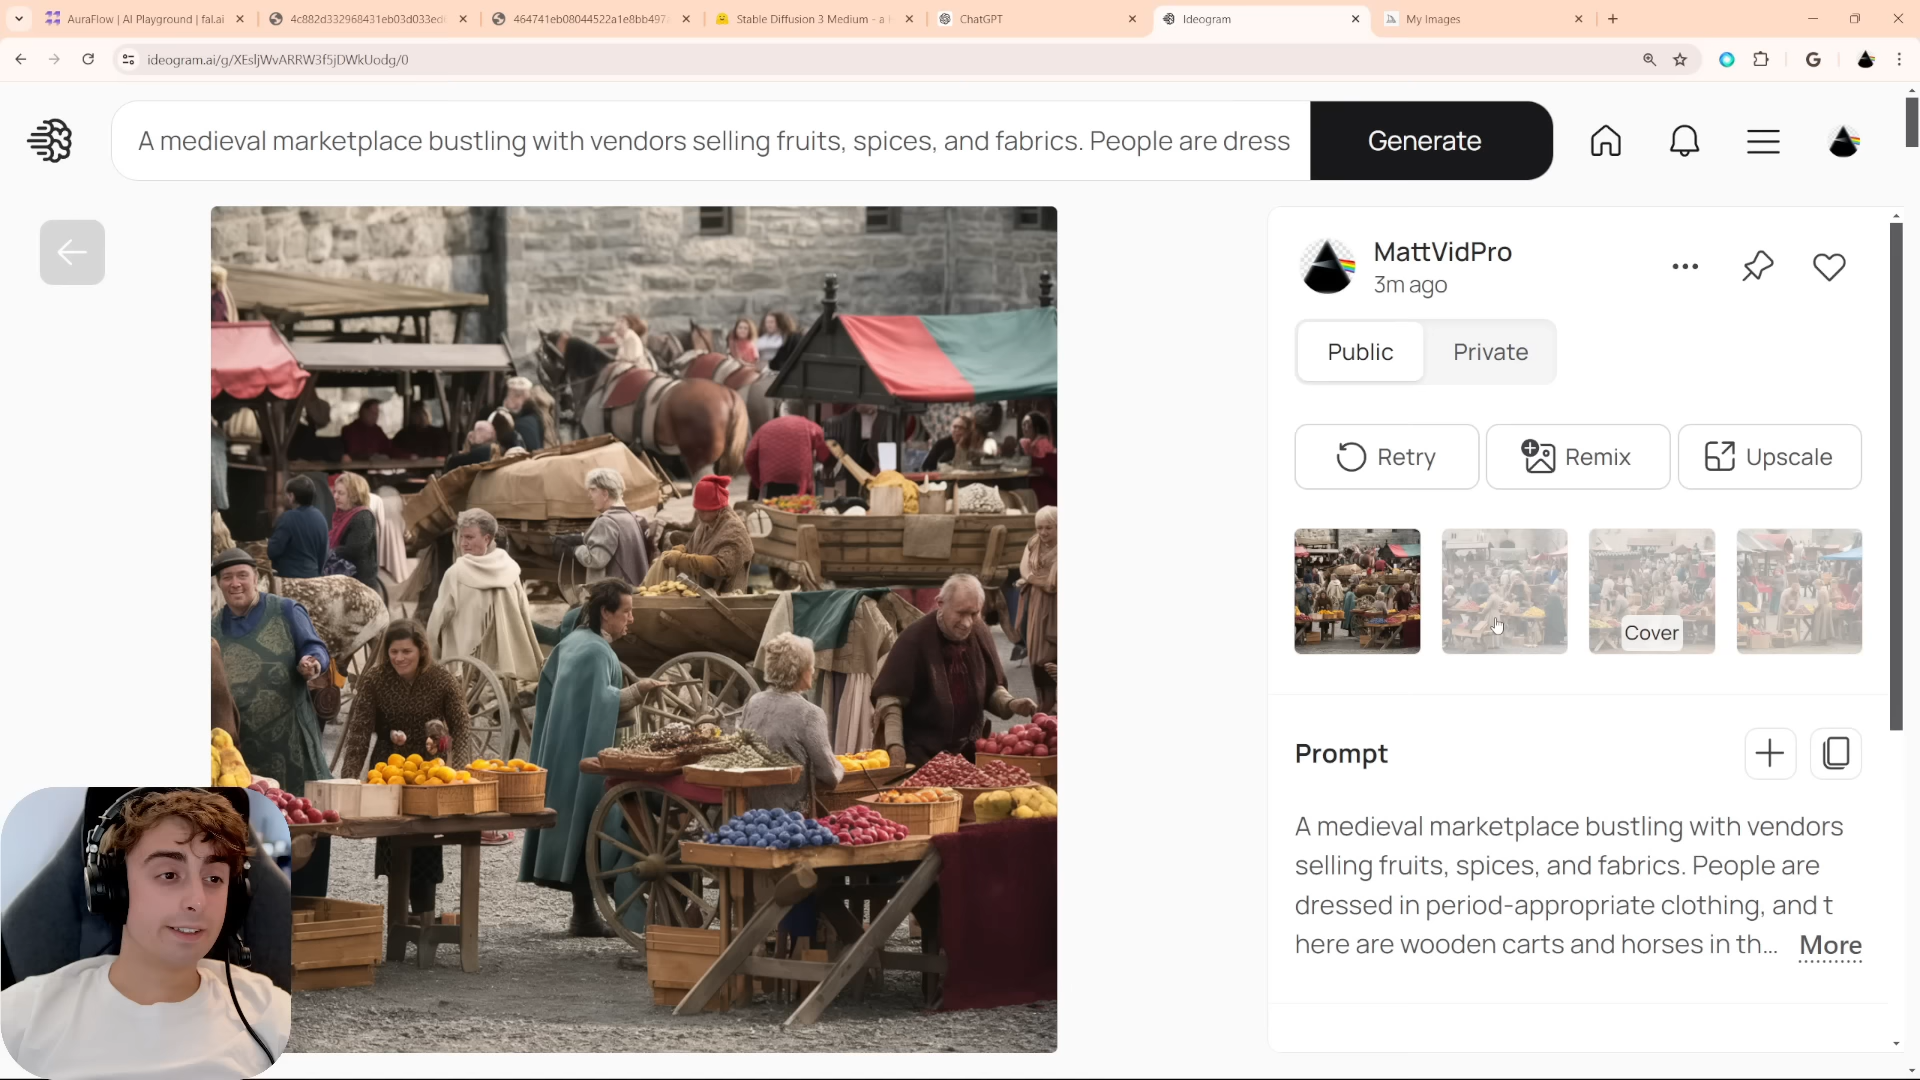 AuraFlow | AI Playground | fal.ai
4c882d332968431eb03d033ed
464741eb08044522a1e8bb497
Stable Diffusion 3 Medium - a
ChatGPT
Ideogram
My Images
ideogram.ai/g/XEsljWvARRW3f5jDWkUodg/0
A medieval marketplace bustling with vendors selling fruits, spices, and fabrics. People are dress
Generate
MattVidPro
3m ago
Public
Private
Retry
Remix
Upscale
Cover
Prompt
A medieval marketplace bustling with vendors
selling fruits, spices, and fabrics. People are
dressed in period-appropriate clothing, and t
here are wooden carts and horses in th... More